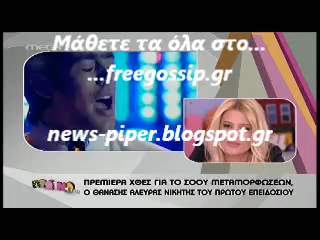 MEGA
Μάθετε τα όλα στο...
...freegossip.gr
news-piper.blogspot.gr
ΠΡΕΜΙΕΡΑ ΧΘΕΣ ΓΙΑ ΤΟ ΣΟΟΥ ΜΕΤΑΜΟΡΦΩΣΕΩΝ,
Ο ΘΑΝΑΣΗΣ ΑΛΕΥΡΑΣ ΝΙΚΗΤΗΣ ΤΟΥ ΠΡΩΤΟΥ ΕΠΕΙΣΟΔΙΟΥ